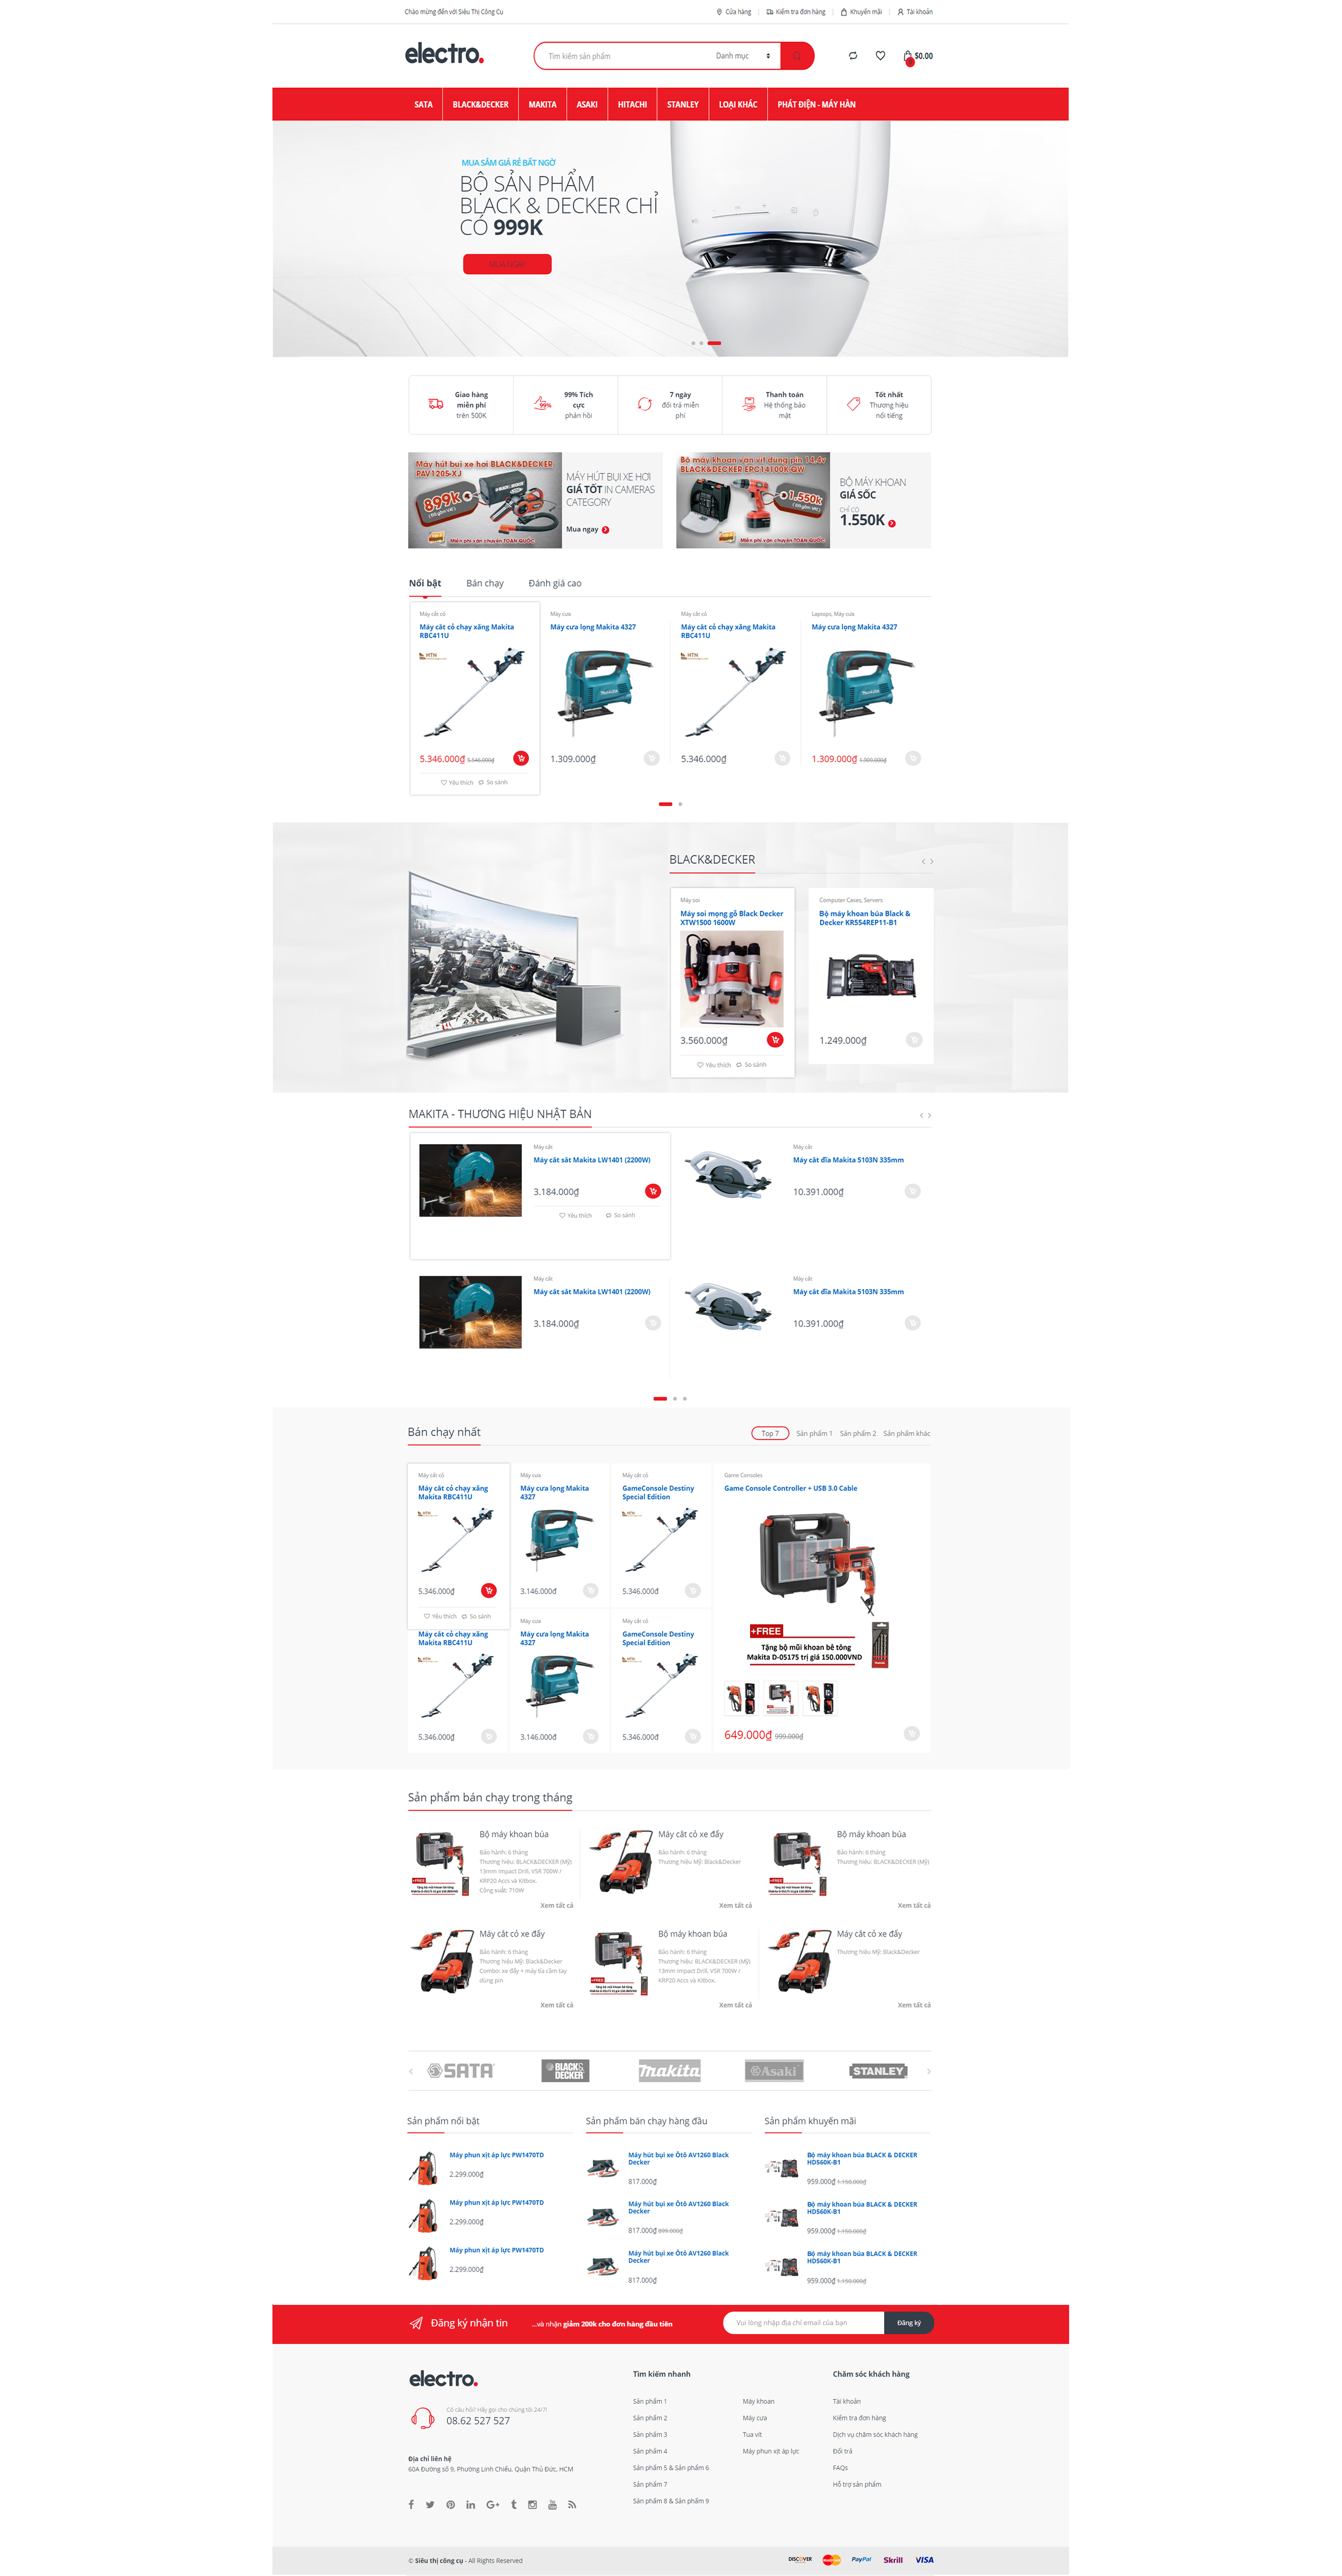 Chào mừng đến với Siêu Thị Công Cụ
Cửa hàng
Kiểm tra đơn hàng
Khuyến mãi
Tài khoản
electro.
Tìm kiếm sản phẩm
Danh mục
$0.00
SATA
BLACK&DECKER
MAKITA
ASAKI
HITACHI
STANLEY
LOẠI KHÁC
PHÁT ĐIỆN - MÁY HÀN
MUA SẮM GIÁ RẺ BẤT NGỜ
BỘ SẢN PHẨM
BLACK & DECKER CHỈ
CÓ 999K
MUA NGAY
Giao hàng
miễn phí
trên 500K
99%
99% Tích
cực
phản hồi
7 ngày
đổi trả miễn
phí
Thanh toán
Hệ thống bảo
mật
Tốt nhất
Thương hiệu
nổi tiếng
Máy hút bụi xe hơi BLACK&DECKER
PAV1205-XJ
899k
Miễn phí vận chuyển TOÀN QUỐC
MÁY HÚT BỤI XE HƠI
GIÁ TỐT IN CAMERAS
CATEGORY
Mua ngay
Bộ máy khoan vặn vít dùng pin 14.4v
BLACK&DECKER EPC14100K-QW
1.550k
Miễn phí vận chuyển TOÀN QUỐC
BỘ MÁY KHOAN
GIÁ SỐC
CHỈ CÓ
1.550K
Nổi bật
Bán chạy
Đánh giá cao
Máy cắt cỏ
Máy cắt cỏ chạy xăng Makita
RBC411U
HTN
5.346.000₫ 5.346.000₫
Yêu thích
So sánh
Máy cưa
Máy cưa lọng Makita 4327
1.309.000₫
Máy cắt cỏ
Máy cắt cỏ chạy xăng Makita
RBC411U
HTN
5.346.000₫
Laptops, Máy cưa
Máy cưa lọng Makita 4327
1.309.000₫ 1.309.000₫
BLACK&DECKER
Máy soi
Máy soi mọng gỗ Black Decker
XTW1500 1600W
3.560.000₫
Yêu thích
So sánh
Computer Cases, Servers
Bộ máy khoan búa Black &
Decker KR554REP11-B1
1.249.000₫
MAKITA - THƯƠNG HIỆU NHẬT BẢN
Máy cắt
Máy cắt sắt Makita LW1401 (2200W)
3.184.000₫
Yêu thích
So sánh
Máy cắt
Máy cắt đĩa Makita 5103N 335mm
10.391.000₫
Máy cắt
Máy cắt sắt Makita LW1401 (2200W)
3.184.000₫
Máy cắt
Máy cắt đĩa Makita 5103N 335mm
10.391.000₫
Bán chạy nhất
Top 7
Sản phẩm 1
Sản phẩm 2
Sản phẩm khác
Máy cắt cỏ
Máy cắt cỏ chạy xăng
Makita RBC411U
HTN
5.346.000₫
Yêu thích
So sánh
Máy cưa
Máy cưa lọng Makita
4327
3.146.000đ
Máy cắt cỏ
GameConsole Destiny
Special Edition
5.346.000đ
Máy cắt cỏ chạy xăng
Makita RBC411U
5.346.000₫
Máy cưa
Máy cưa lọng Makita
4327
3.146.000đ
Máy cắt cỏ
GameConsole Destiny
Special Edition
5.346.000đ
Game Consoles
Game Console Controller + USB 3.0 Cable
+FREE
Tặng bộ mũi khoan bê tông
Makita D-05175 trị giá 150.000VND
649.000₫ 999.000₫
Sản phẩm bán chạy trong tháng
Bộ máy khoan búa
Bảo hành: 6 tháng
Thương hiệu: BLACK&DECKER (Mỹ)
13mm Impact Drill, VSR 700W /
KRP20 Accs và Kitbox.
Công suất: 710W
Xem tất cả
Máy cắt cỏ xe đẩy
Bảo hành: 6 tháng
Thương hiệu Mỹ: Black&Decker
Xem tất cả
Bộ máy khoan búa
Bảo hành: 6 tháng
Thương hiệu: BLACK&DECKER (Mỹ)
Xem tất cả
Máy cắt cỏ xe đẩy
Bảo hành: 6 tháng
Thương hiệu Mỹ: Black&Decker
Combo: xe đẩy + máy tỉa cầm tay
dùng pin
Xem tất cả
Bộ máy khoan búa
Bảo hành: 6 tháng
Thương hiệu: BLACK&DECKER (Mỹ)
13mm Impact Drill, VSR 700W /
KRP20 Accs và Kitbox.
Xem tất cả
Máy cắt cỏ xe đẩy
Thương hiệu Mỹ: Black&Decker
Xem tất cả
SATA
BLACK&
DECKER
makita
Asaki
STANLEY
Sản phẩm nổi bật
Máy phun xịt áp lực PW1470TD
2.299.000₫
Máy phun xịt áp lực PW1470TD
2.299.000₫
Máy phun xịt áp lực PW1470TD
2.299.000₫
Sản phẩm bán chạy hàng đầu
Máy hút bụi xe Ôtô AV1260 Black
Decker
817.000₫
Máy hút bụi xe Ôtô AV1260 Black
Decker
817.000₫ 899.000₫
Máy hút bụi xe Ôtô AV1260 Black
Decker
817.000₫
Sản phẩm khuyến mãi
Bộ máy khoan búa BLACK & DECKER
HD560K-B1
959.000₫ 1.150.000₫
Bộ máy khoan búa BLACK & DECKER
HD560K-B1
959.000₫ 1.150.000₫
Bộ máy khoan búa BLACK & DECKER
HD560K-B1
959.000₫ 1.150.000₫
Đăng ký nhận tin
...và nhận giảm 200k cho đơn hàng đầu tiên
Vui lòng nhập địa chỉ email của bạn
Đăng ký
electro.
Có câu hỏi? Hãy gọi cho chúng tôi 24/7!
08.62 527 527
Địa chỉ liên hệ
60A Đường số 9, Phường Linh Chiểu, Quận Thủ Đức, HCM
Tìm kiếm nhanh
Sản phẩm 1
Sản phẩm 2
Sản phẩm 3
Sản phẩm 4
Sản phẩm 5 & Sản phẩm 6
Sản phẩm 7
Sản phẩm 8 & Sản phẩm 9
Máy khoan
Máy cưa
Tua vít
Máy phun xịt áp lực
Chăm sóc khách hàng
Tài khoản
Kiểm tra đơn hàng
Dịch vụ chăm sóc khách hàng
Đổi trả
FAQs
Hỗ trợ sản phẩm
© Siêu thị công cụ - All Rights Reserved
DISCOVER
PayPal
Skrill
VISA